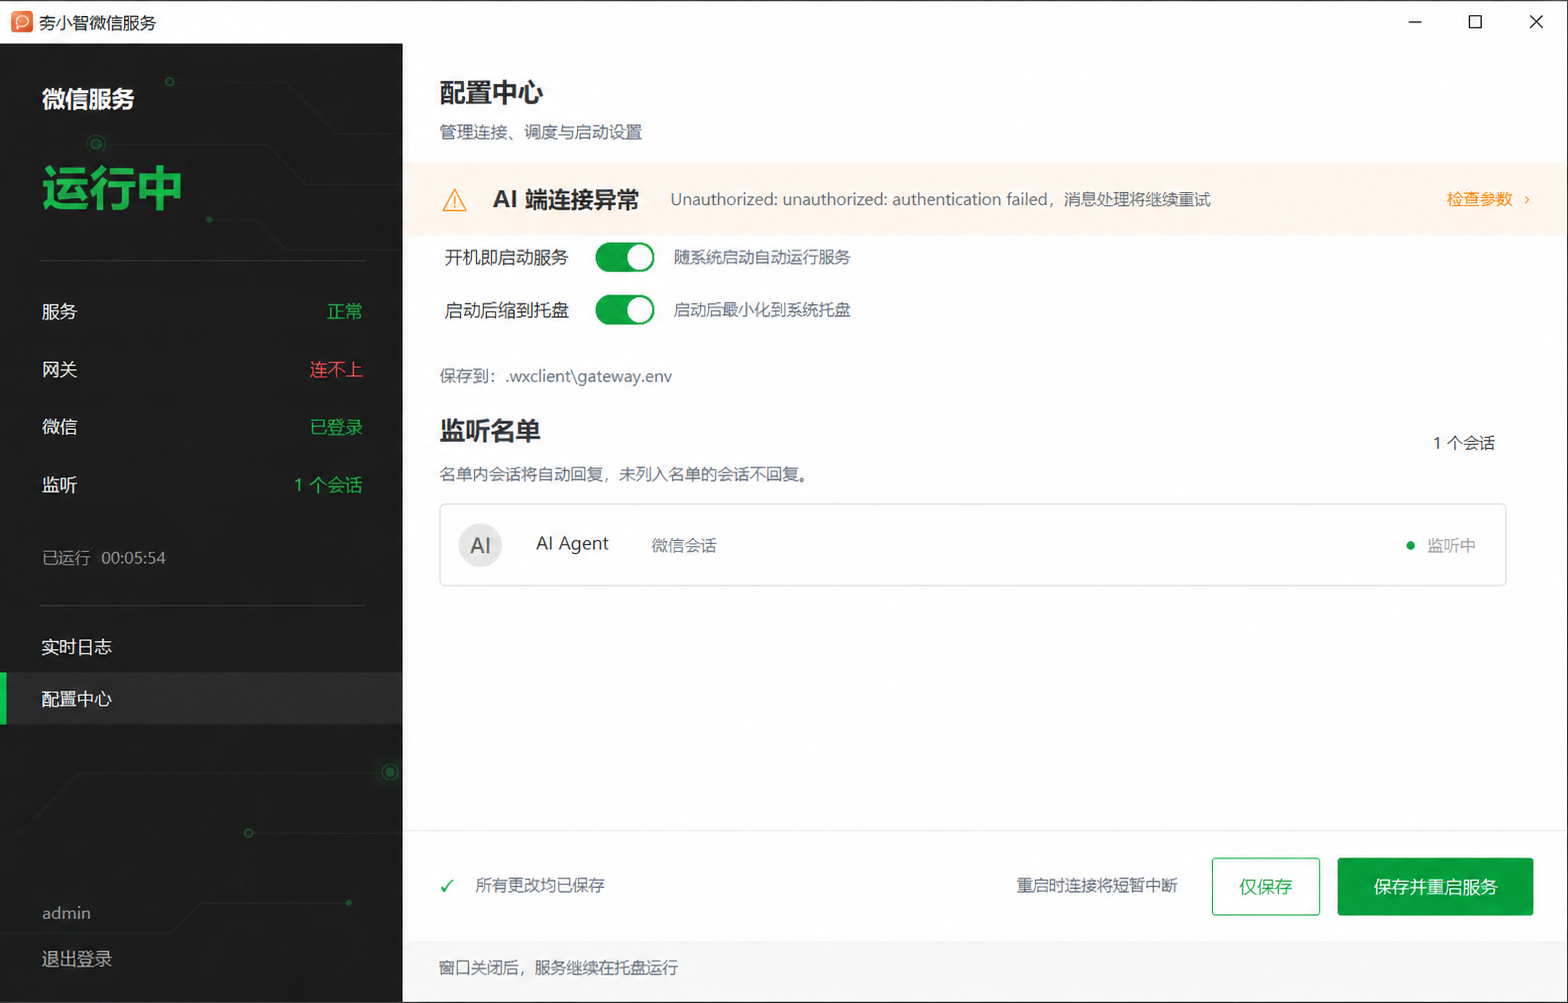 夯小智微信服务
微信服务
运行中
服务 正常
网关 连不上
微信 已登录
监听 1 个会话
已运行 00:05:54
实时日志
配置中心
admin
退出登录
配置中心
管理连接、调度与启动设置
AI 端连接异常 Unauthorized: unauthorized: authentication failed，消息处理将继续重试 检查参数 ›
开机即启动服务 随系统启动自动运行服务
启动后缩到托盘 启动后最小化到系统托盘
保存到：.wxclient\gateway.env
监听名单 1 个会话
名单内会话将自动回复，未列入名单的会话不回复。
AI AI Agent 微信会话 监听中
✓ 所有更改均已保存 重启时连接将短暂中断 仅保存 保存并重启服务
窗口关闭后，服务继续在托盘运行